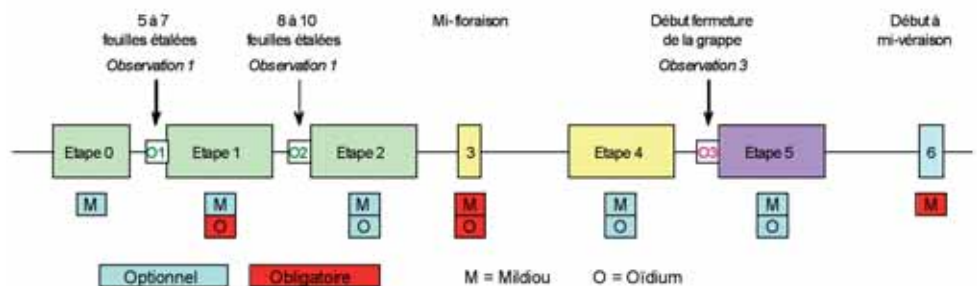 5 à 7
feuilles étalées
Observation 1
8 à 10
feuilles étalées
Observation 1
Mi-floraison
Début fermeture
de la grappe
Observation 3
Début à
mi-véraison
Etape 0
O1
Etape 1
O2
Etape 2
3
Etape 4
O3
Etape 5
6
M
M
O
M
O
M
O
M
O
M
O
M
Optionnel
Obligatoire
M = Mildiou
O = Oïdium